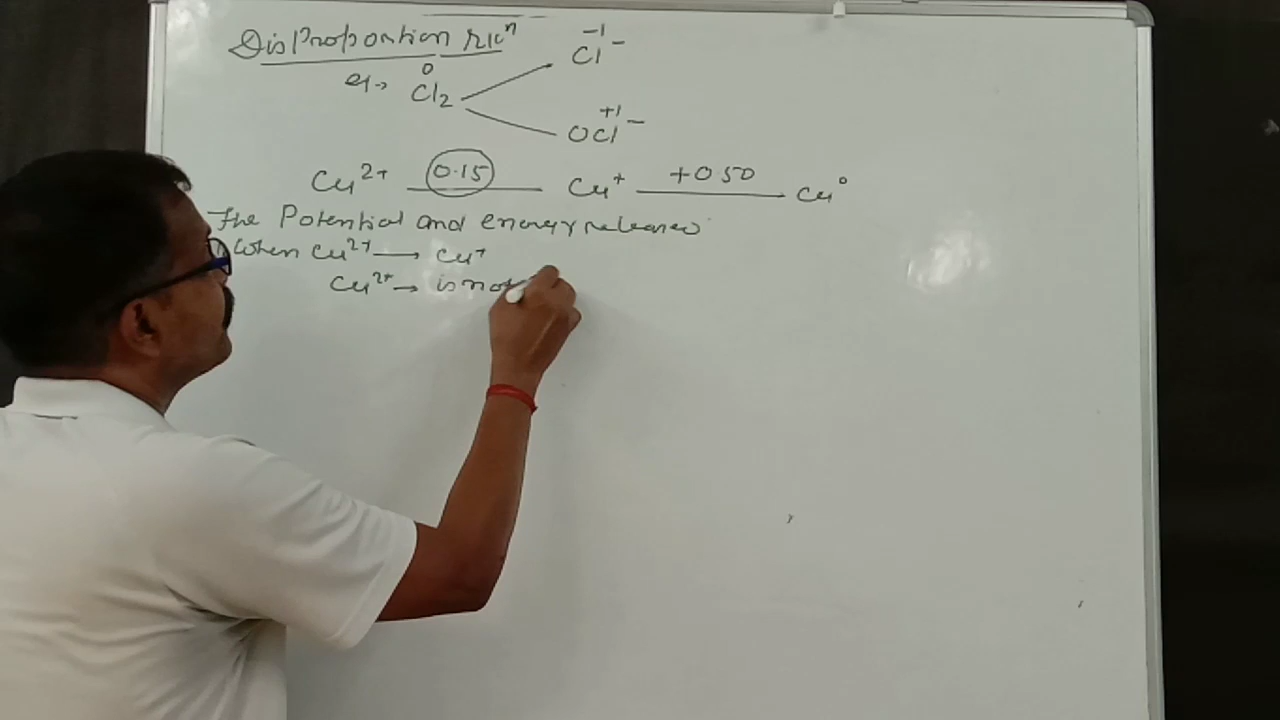 Disproportion rxn
eg→ Cl2 0 Cl- -1
OCl- +1
Cu2+ 0.15 Cu+ +0.50 Cu°
The Potential and energy released
When Cu2+ → Cu+
Cu2+ → is not